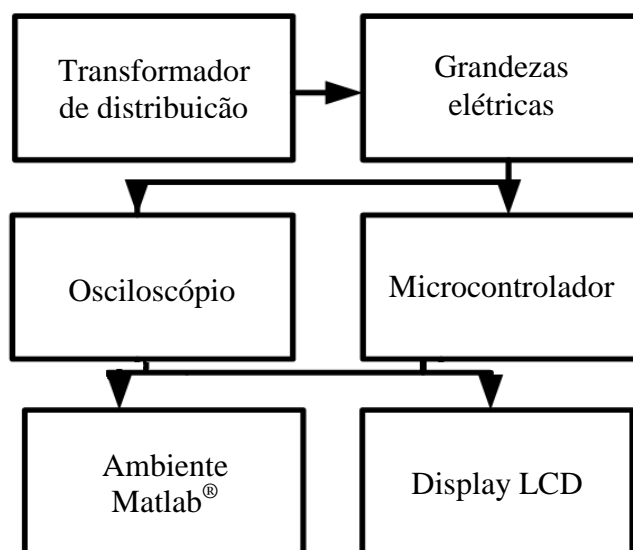 Transformador
de distribuicão
Grandezas
elétricas
Osciloscópio
Microcontrolador
Ambiente
Matlab®
Display LCD